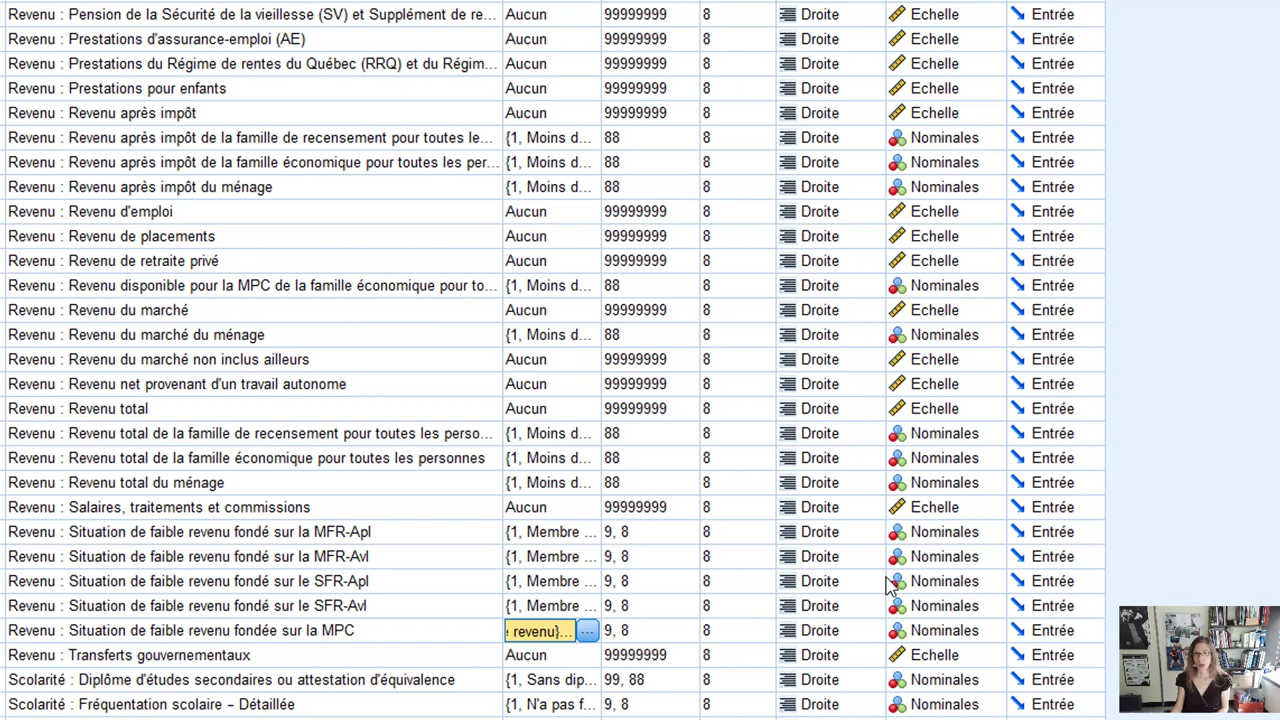 Revenu : Pension de la Sécurité de la vieillesse (SV) et Supplément de re... Aucun 99999999 8 Droite Echelle Entrée
Revenu : Prestations d'assurance-emploi (AE) Aucun 99999999 8 Droite Echelle Entrée
Revenu : Prestations du Régime de rentes du Québec (RRQ) et du Régim... Aucun 99999999 8 Droite Echelle Entrée
Revenu : Prestations pour enfants Aucun 99999999 8 Droite Echelle Entrée
Revenu : Revenu après impôt Aucun 99999999 8 Droite Echelle Entrée
Revenu : Revenu après impôt de la famille de recensement pour toutes le... {1, Moins d... 88 8 Droite Nominales Entrée
Revenu : Revenu après impôt de la famille économique pour toutes les per... {1, Moins d... 88 8 Droite Nominales Entrée
Revenu : Revenu après impôt du ménage {1, Moins d... 88 8 Droite Nominales Entrée
Revenu : Revenu d'emploi Aucun 99999999 8 Droite Echelle Entrée
Revenu : Revenu de placements Aucun 99999999 8 Droite Echelle Entrée
Revenu : Revenu de retraite privé Aucun 99999999 8 Droite Echelle Entrée
Revenu : Revenu disponible sur la MPC de la famille économique pour to... {1, Moins d... 88 8 Droite Nominales Entrée
Revenu : Revenu du marché Aucun 99999999 8 Droite Echelle Entrée
Revenu : Revenu du marché du ménage {1, Moins d... 88 8 Droite Nominales Entrée
Revenu : Revenu du marché non inclus ailleurs Aucun 99999999 8 Droite Echelle Entrée
Revenu : Revenu net provenant d'un travail autonome Aucun 99999999 8 Droite Echelle Entrée
Revenu : Revenu total Aucun 99999999 8 Droite Echelle Entrée
Revenu : Revenu total de la famille de recensement pour toutes les perso... {1, Moins d... 88 8 Droite Nominales Entrée
Revenu : Revenu total de la famille économique pour toutes les personnes {1, Moins d... 88 8 Droite Nominales Entrée
Revenu : Revenu total du ménage {1, Moins d... 88 8 Droite Nominales Entrée
Revenu : Salaires, traitements et commissions Aucun 99999999 8 Droite Echelle Entrée
Revenu : Situation de faible revenu fondé sur la MFR-ApI {1, Membre ... 9, 8 8 Droite Nominales Entrée
Revenu : Situation de faible revenu fondé sur la MFR-AvI {1, Membre ... 9, 8 8 Droite Nominales Entrée
Revenu : Situation de faible revenu fondé sur le SFR-ApI {1, Membre ... 9, 8 8 Droite Nominales Entrée
Revenu : Situation de faible revenu fondé sur le SFR-AvI {1, Membre ... 9, 8 8 Droite Nominales Entrée
Revenu : Situation de faible revenu fondé sur la MPC revenu}... ... 9, 8 8 Droite Nominales Entrée
Revenu : Transferts gouvernementaux Aucun 99999999 8 Droite Echelle Entrée
Scolarité : Diplôme d'études secondaires ou attestation d'équivalence {1, Sans dip... 99, 88 8 Droite Nominales Entrée
Scolarité : Fréquentation scolaire - Détaillée 9, 8 8 Droite Nominales Entrée